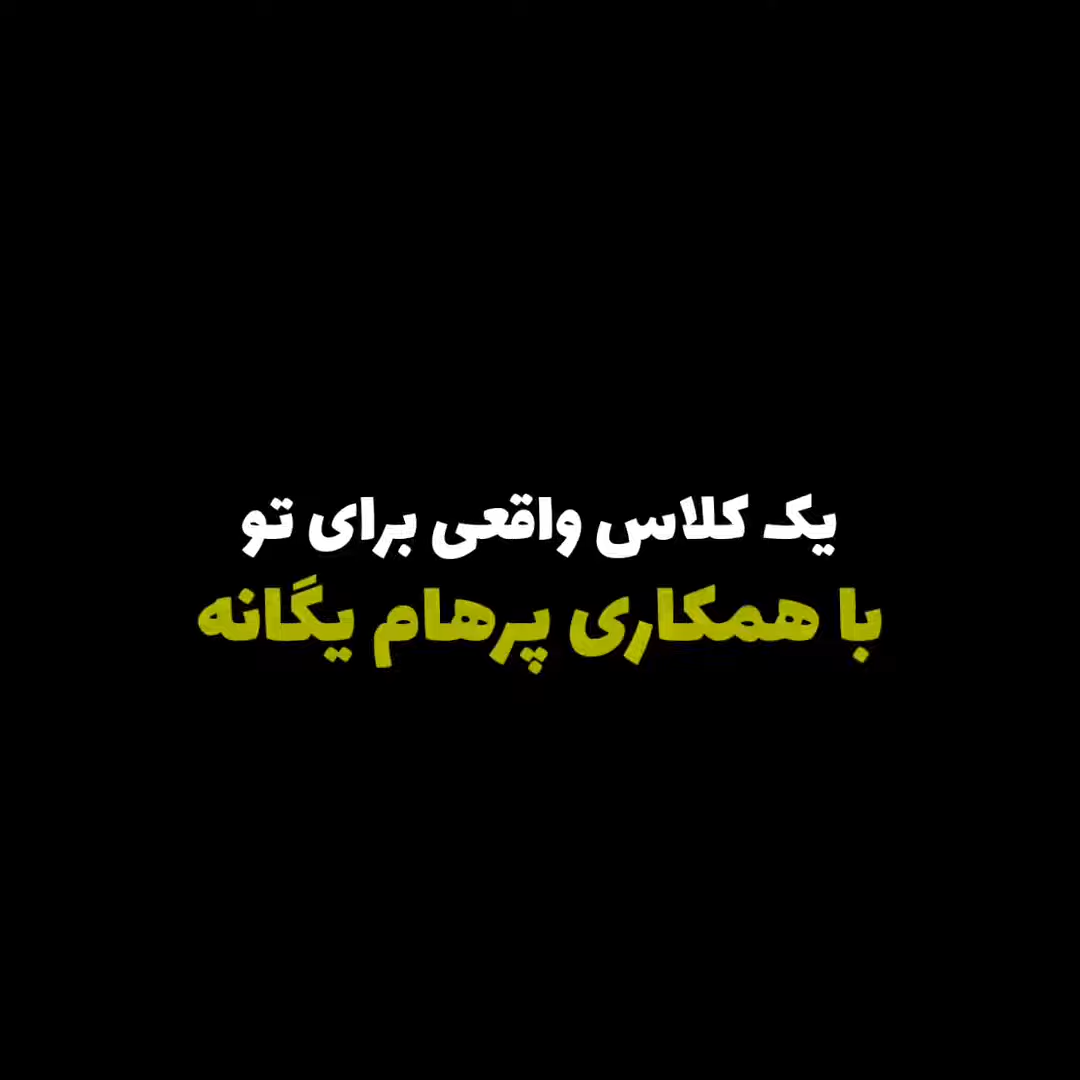 یک کلاس واقعی برای تو
با همکاری پرهام یگانه